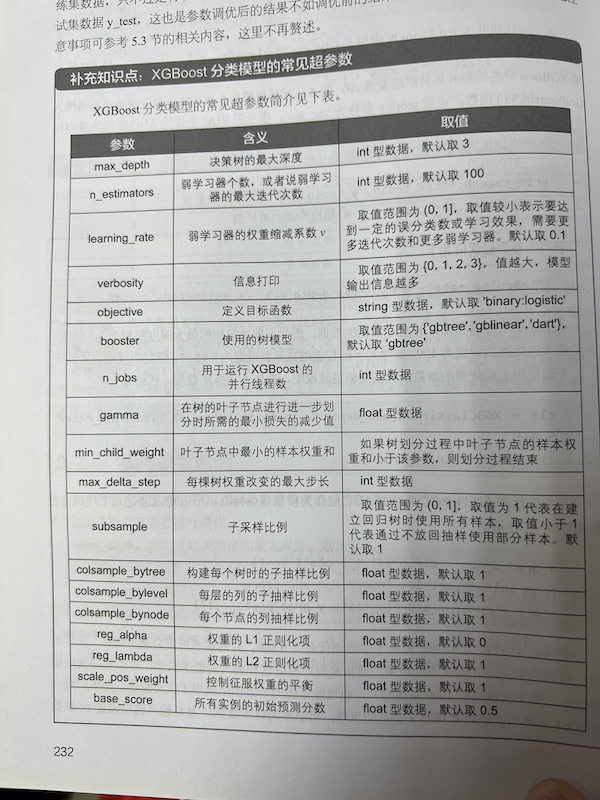 试集数据 y_test，这也是参数调优后的结果不如调优前的结
意事项可参考 5.3 节的相关内容，这里不再赘述。
补充知识点：XGBoost 分类模型的常见超参数
XGBoost 分类模型的常见超参数简介见下表。
参数 含义 取值
max_depth 决策树的最大深度 int 型数据，默认取 3
n_estimators 弱学习器个数，或者说弱学习器的最大迭代次数 int 型数据，默认取 100
learning_rate 弱学习器的权重缩减系数 v 取值范围为 (0, 1]，取值较小表示要达到一定的误分类数或学习效果，需要更多迭代次数和更多弱学习器。默认取 0.1
verbosity 信息打印 取值范围为 {0, 1, 2, 3}，值越大，模型输出信息越多
objective 定义目标函数 string 型数据，默认取 'binary:logistic'
booster 使用的树模型 取值范围为 {'gbtree','gblinear','dart'}，默认取 'gbtree'
n_jobs 用于运行 XGBoost 的并行线程数 int 型数据
gamma 在树的叶子节点进行进一步划分时所需的最小损失的减少值 float 型数据
min_child_weight 叶子节点中最小的样本权重和 如果树划分过程中叶子节点的样本权重和小于该参数，则划分过程结束
max_delta_step 每棵树权重改变的最大步长 int 型数据
subsample 子采样比例 取值范围为 (0, 1]，取值为 1 代表在建立回归树时使用所有样本，取值小于 1 代表通过不放回抽样使用部分样本。默认取 1
colsample_bytree 构建每个树时的子抽样比例 float 型数据，默认取 1
colsample_bylevel 每层的列的子抽样比例 float 型数据，默认取 1
colsample_bynode 每个节点的列抽样比例 float 型数据，默认取 1
reg_alpha 权重的 L1 正则化项 float 型数据，默认取 0
reg_lambda 权重的 L2 正则化项 float 型数据，默认取 1
scale_pos_weight 控制征服权重的平衡 float 型数据，默认取 1
base_score 所有实例的初始预测分数 float 型数据，默认取 0.5
232